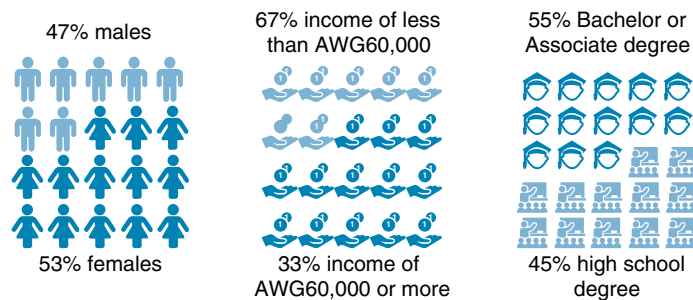 47% males
67% income of less
than AWG60,000
55% Bachelor or
Associate degree
53% females
33% income of
AWG60,000 or more
45% high school
degree